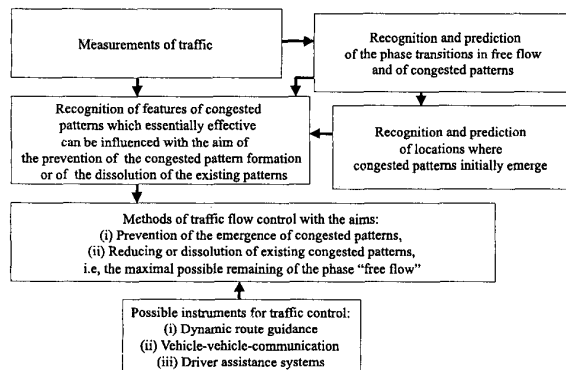 Measurements of traffic
Recognition and prediction
of the phase transitions in free flow
and of congested patterns
Recognition of features of congested
patterns which essentially effective
can be influenced with the aim of
the prevention of the congested pattern formation
or of the dissolution of the existing patterns
Recognition and prediction
of locations where
congested patterns initially emerge
Methods of traffic flow control with the aims:
(i) Prevention of the emergence of congested patterns,
(ii) Reducing or dissolution of existing congested patterns,
i.e, the maximal possible remaining of the phase “free flow”
Possible instruments for traffic control:
(i) Dynamic route guidance
(ii) Vehicle-vehicle-communication
(iii) Driver assistance systems